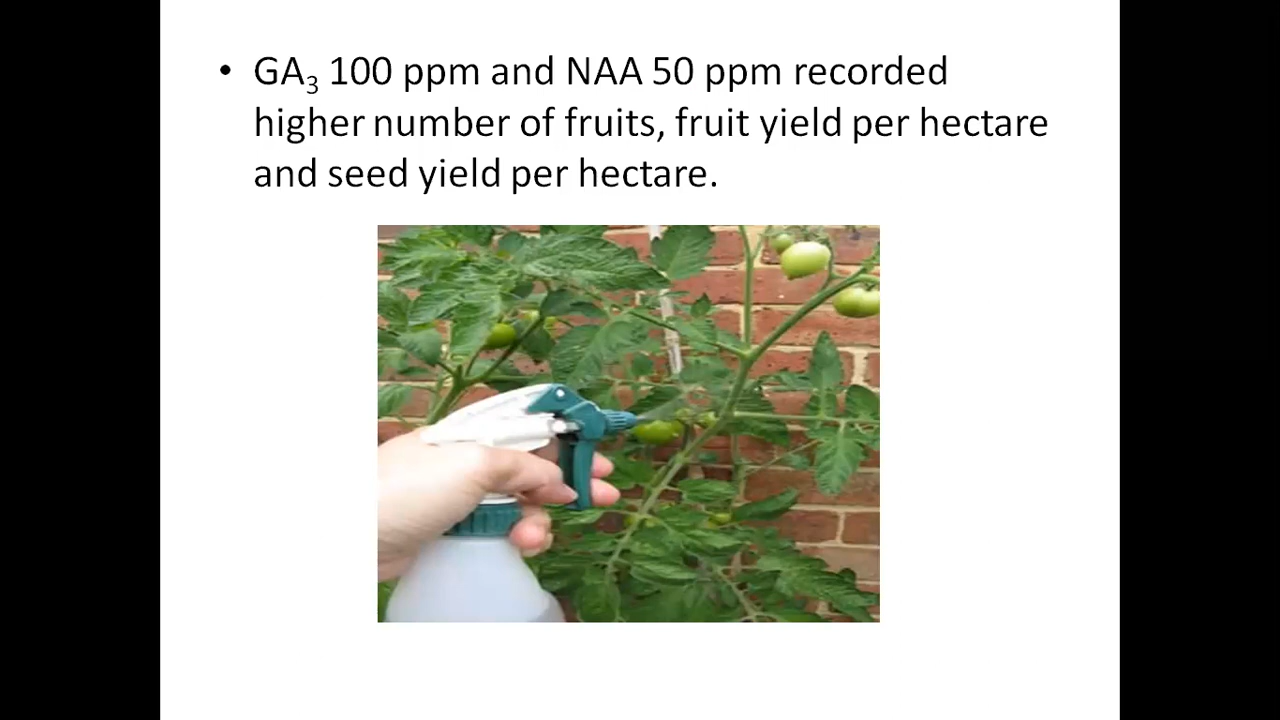 • GA₃ 100 ppm and NAA 50 ppm recorded
higher number of fruits, fruit yield per hectare
and seed yield per hectare.